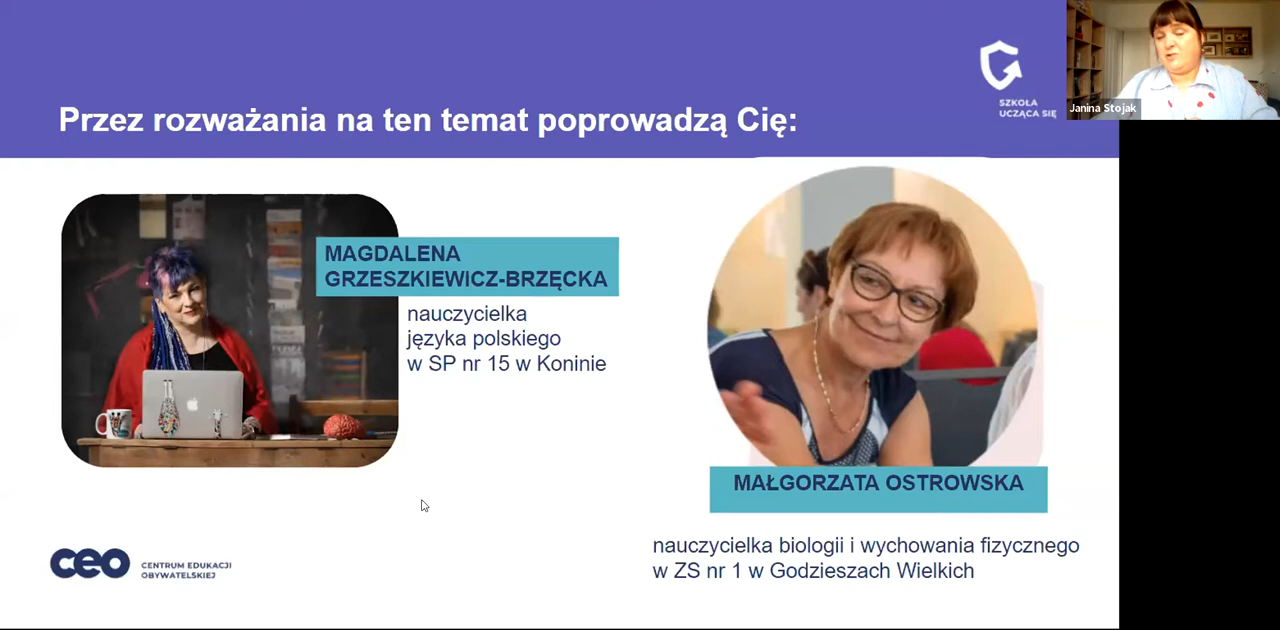 Przez rozważania na ten temat poprowadzą Cię:
SZKOŁA
UCZĄCA SIĘ
Janina Stojak
MAGDALENA
GRZESZKIEWICZ-BRZĘCKA
nauczycielka
języka polskiego
w SP nr 15 w Koninie
MAŁGORZATA OSTROWSKA
nauczycielka biologii i wychowania fizycznego
w ZS nr 1 w Godzieszach Wielkich
ceo
CENTRUM EDUKACJI
OBYWATELSKIEJ